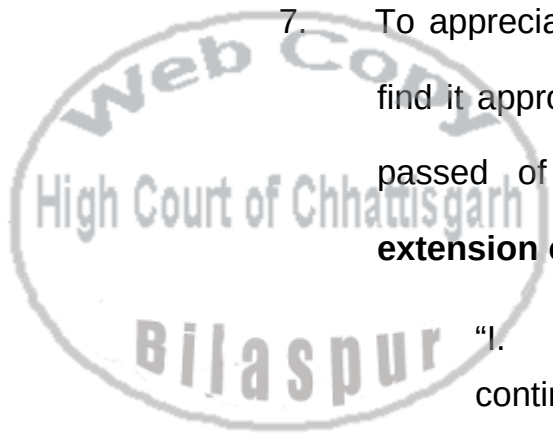 7. To apprecia
Web Copy
find it appro
passed of
High Court of Chhattisgarh
extension
Bilaspur
“I.
contin